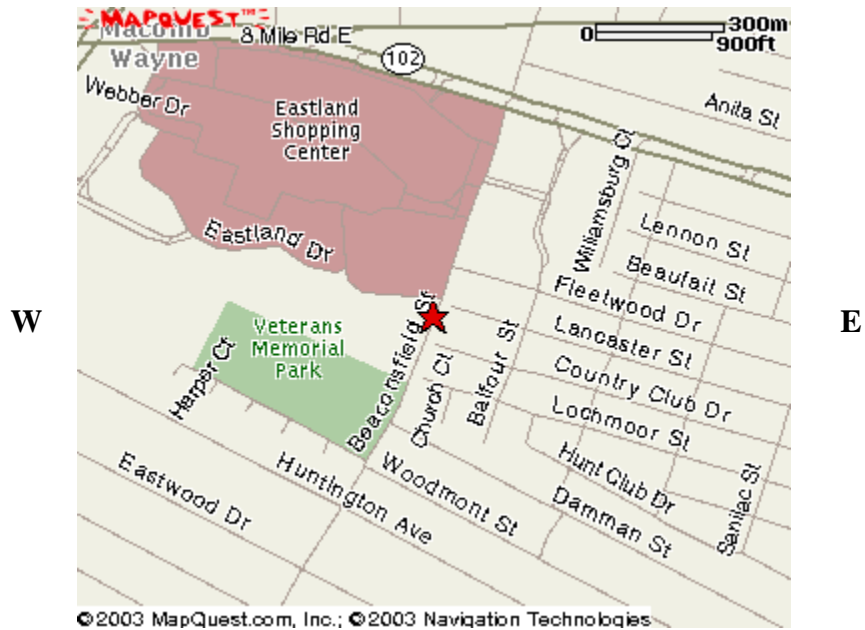 MAPQUEST™
Macomb
Wayne
8 Mile Rd E
102
0
300m
900ft
Webber Dr
Eastland
Shopping
Center
Anita St
Williamsburg Ct
Eastland Dr
Lennon St
Beaufait St
Fleetwood Dr
Lancaster St
Country Club Dr
Lochmoor St
Hunt Club Dr
Damman St
Sanilac St
Balfour St
Church Ct
Beaconsfield St
Veterans
Memorial
Park
Harper Ct
Woodmont St
Huntington Ave
Eastwood Dr
W
E
©2003 MapQuest.com, Inc.; ©2003 Navigation Technologies